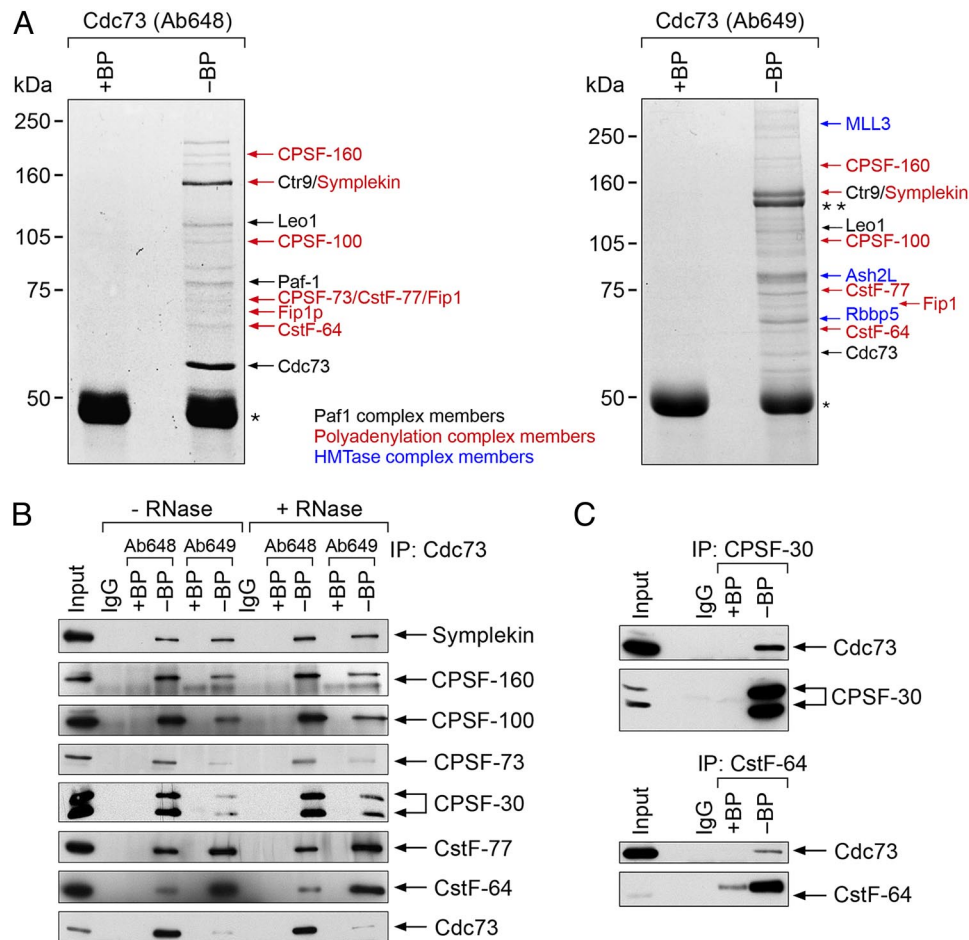 A
Cdc73 (Ab648)
+BP
–BP
kDa
250
160
105
75
50
CPSF-160
Ctr9/Symplekin
Leo1
CPSF-100
Paf-1
CPSF-73/CstF-77/Fip1
Fip1p
CstF-64
Cdc73
*
Cdc73 (Ab649)
+BP
–BP
kDa
250
160
105
75
50
MLL3
CPSF-160
Ctr9/Symplekin
**
Leo1
CPSF-100
Ash2L
CstF-77
Fip1
Rbbp5
CstF-64
Cdc73
*
Paf1 complex members
Polyadenylation complex members
HMTase complex members
B
- RNase + RNase
Ab648 Ab649 Ab648 Ab649 IP: Cdc73
Input IgG +BP –BP +BP –BP IgG +BP –BP +BP –BP
Symplekin
CPSF-160
CPSF-100
CPSF-73
CPSF-30
CstF-77
CstF-64
Cdc73
C
IP: CPSF-30
Input IgG +BP –BP
Cdc73
CPSF-30
IP: CstF-64
Input IgG +BP –BP
Cdc73
CstF-64